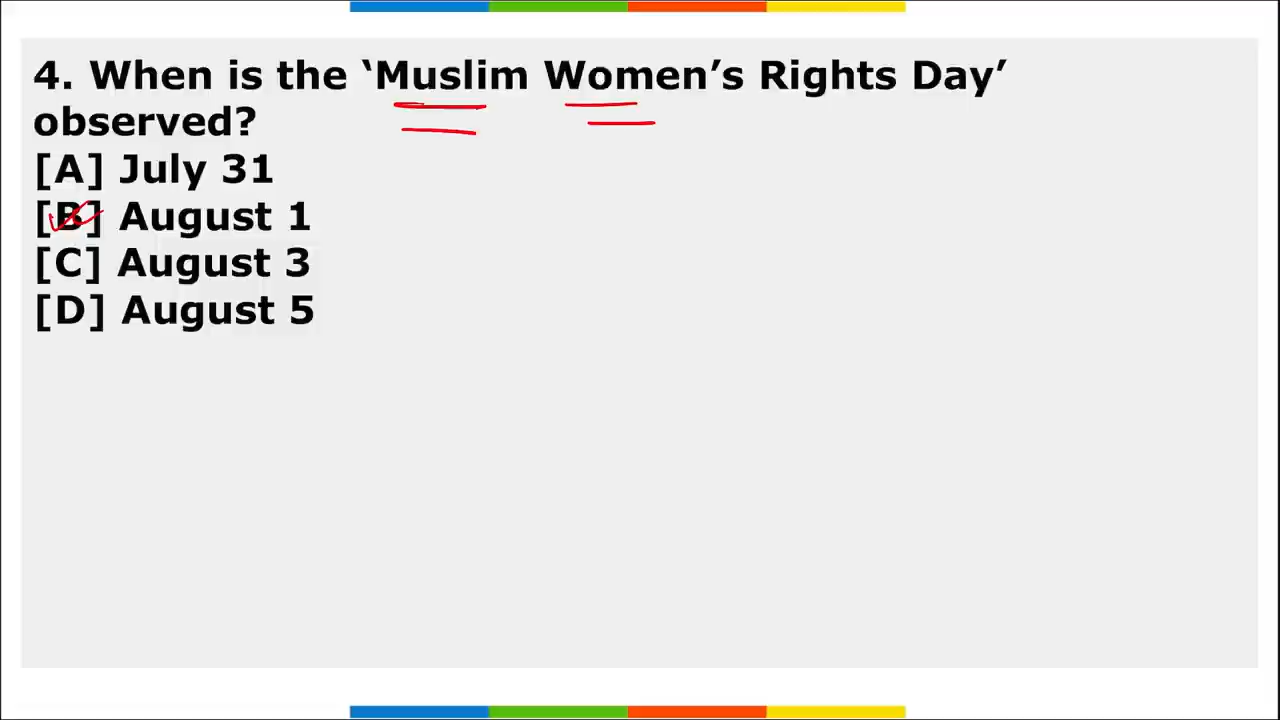 4. When is the ‘Muslim Women’s Rights Day’
observed?
[A] July 31
[B] August 1
[C] August 3
[D] August 5